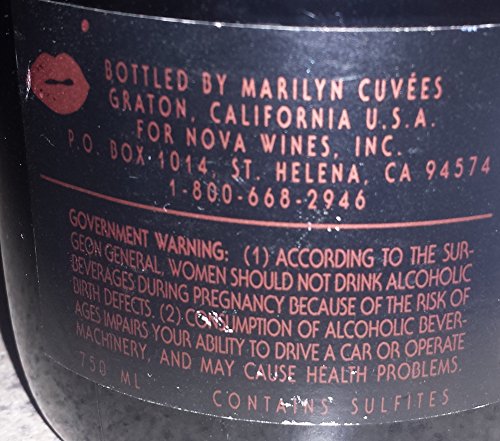 BOTTLED BY MARILYN CUVÉES
GRATON, CALIFORNIA U.S.A.
FOR NOVA WINES, INC.
P.O. BOX 1014, ST. HELENA, CA 94574
1-800-668-2946
GOVERNMENT WARNING: (1) ACCORDING TO THE SUR-
GEON GENERAL, WOMEN SHOULD NOT DRINK ALCOHOLIC
BEVERAGES DURING PREGNANCY BECAUSE OF THE RISK OF
BIRTH DEFECTS. (2) CONSUMPTION OF ALCOHOLIC BEVER-
AGES IMPAIRS YOUR ABILITY TO DRIVE A CAR OR OPERATE
MACHINERY, AND MAY CAUSE HEALTH PROBLEMS.
750 ML CONTAINS SULFITES